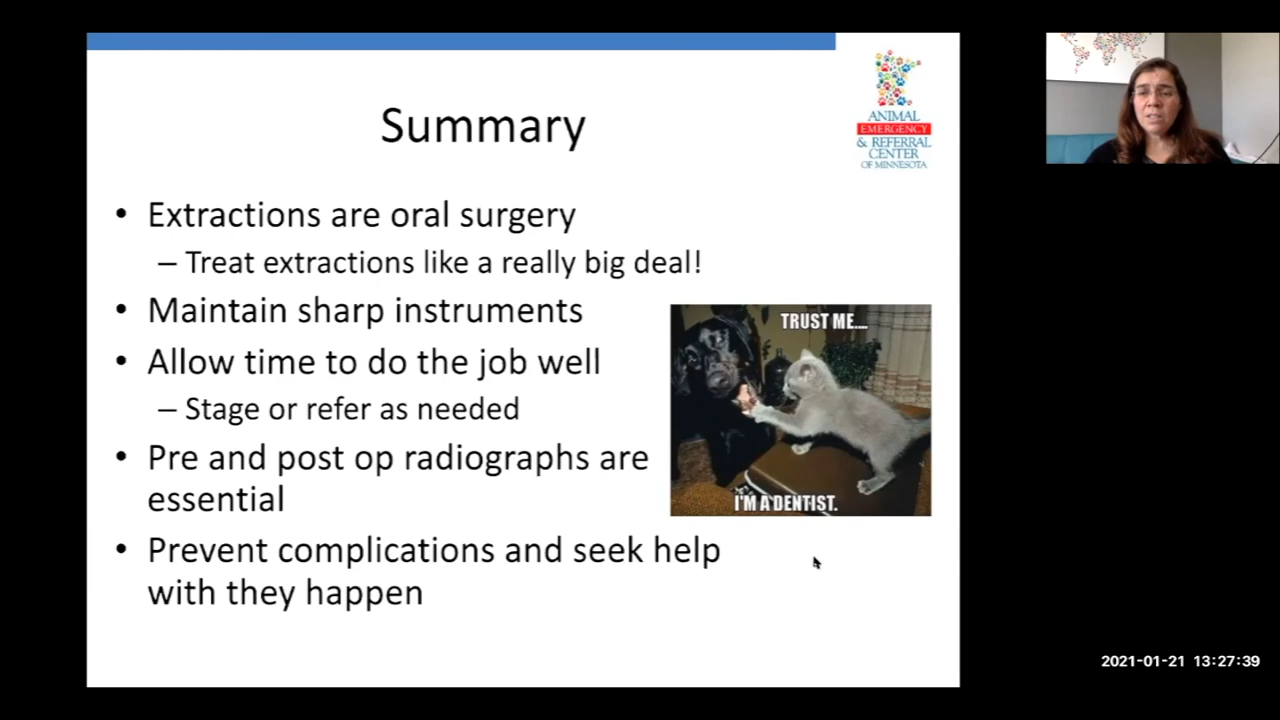 Summary
ANIMAL
EMERGENCY
& REFERRAL
CENTER
OF MINNESOTA
• Extractions are oral surgery
– Treat extractions like a really big deal!
• Maintain sharp instruments
• Allow time to do the job well
– Stage or refer as needed
• Pre and post op radiographs are
essential
• Prevent complications and seek help
with they happen
TRUST ME....
I'M A DENTIST.
2021-01-21 13:27:39